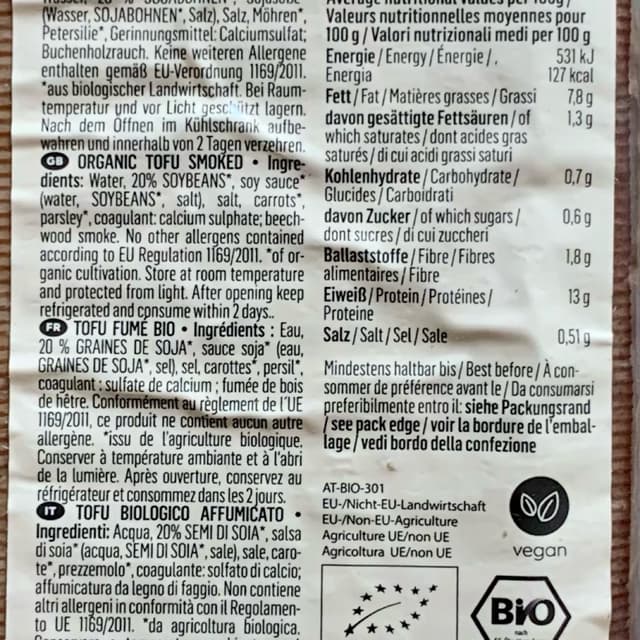 (Wasser, SOJABOHNEN*, Salz), Salz, Möhren*,
Petersilie*, Gerinnungsmittel: Calciumsulfat;
Buchenholzrauch. Keine weiteren Allergene
enthalten gemäß EU-Verordnung 1169/2011.
*aus biologischer Landwirtschaft. Bei Raum-
temperatur und vor Licht geschützt lagern.
Nach dem Öffnen im Kühlschrank aufbe-
wahren und innerhalb von 2 Tagen verzehren.
GB ORGANIC TOFU SMOKED • Ingre-
dients: Water, 20% SOYBEANS*, soy sauce*
(water, SOYBEANS*, salt), salt, carrots*,
parsley*, coagulant: calcium sulphate; beech-
wood smoke. No other allergens contained
according to EU Regulation 1169/2011. *of or-
ganic cultivation. Store at room temperature
and protected from light. After opening keep
refrigerated and consume within 2 days..
FR TOFU FUMÉ BIO • Ingrédients : Eau,
20 % GRAINES DE SOJA*, sauce soja* (eau,
GRAINES DE SOJA*, sel), sel, carottes*, persil*,
coagulant : sulfate de calcium ; fumée de bois
de hêtre. Conformément au règlement de l'UE
1169/2011, ce produit ne contient aucun autre
allergène. *issu de l'agriculture biologique.
Conserver à température ambiante et à l'abri
de la lumière. Après ouverture, conservez au
réfrigérateur et consommez dans les 2 jours.
IT TOFU BIOLOGICO AFFUMICATO •
Ingredienti: Acqua, 20% SEMI DI SOIA*, salsa
di soia* (acqua, SEMI DI SOIA*, sale), sale, caro-
te*, prezzemolo*, coagulante: solfato di calcio;
affumicatura da legno di faggio. Non contiene
altri allergeni in conformità con il Regolamen-
to UE 1169/2011. *da agricoltura biologica.
Average nutritional values per 100g/
Valeurs nutritionnelles moyennes pour
100 g / Valori nutrizionali medi per 100 g
Energie / Energy / Énergie /, 531 kJ
Energia 127 kcal
Fett / Fat / Matières grasses / Grassi 7,8 g
davon gesättigte Fettsäuren / of 1,3 g
which saturates / dont acides gras
saturés / di cui acidi grassi saturi
Kohlenhydrate / Carbohydrate / 0,7 g
Glucides / Carboidrati
davon Zucker / of which sugars / 0,6 g
dont sucres / di cui zuccheri
Ballaststoffe / Fibre / Fibres 1,8 g
alimentaires / Fibre
Eiweiß / Protein / Protéines / 13 g
Proteine
Salz / Salt / Sel / Sale 0,51 g
Mindestens haltbar bis / Best before / À con-
sommer de préférence avant le / Da consumarsi
preferibilmente entro il: siehe Packungsrand
/ see pack edge / voir la bordure de l'embal-
lage / vedi bordo della confezione
AT-BIO-301
EU-/Nicht-EU-Landwirtschaft
EU-/Non-EU-Agriculture
Agriculture UE/non UE
Agricoltura UE/non UE
vegan
BiO
nach